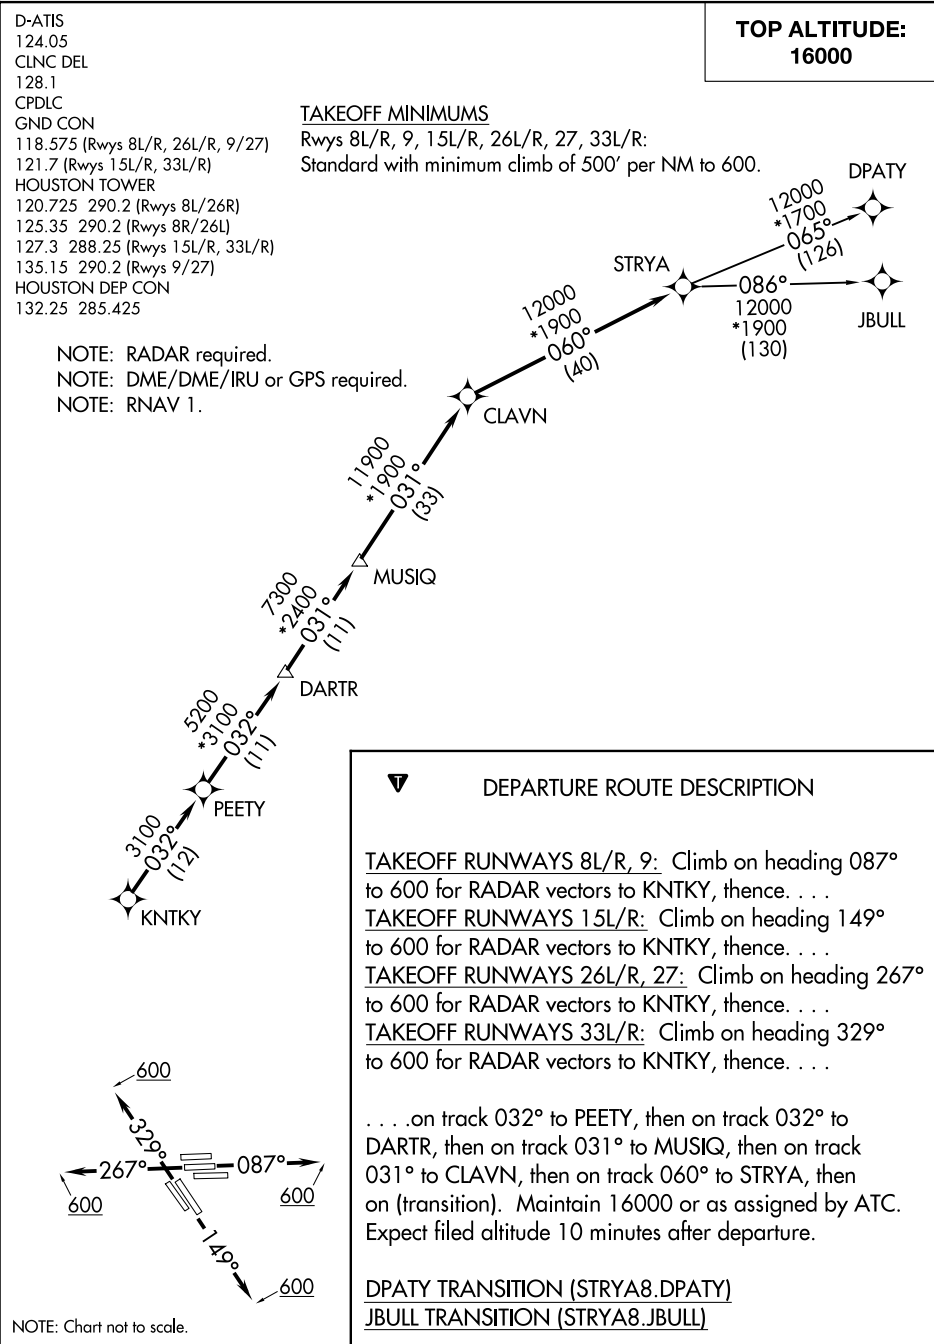 D-ATIS
124.05
CLNC DEL
128.1
CPDLC
GND CON
118.575 (Rwys 8L/R, 26L/R, 9/27)
121.7 (Rwys 15L/R, 33L/R)
HOUSTON TOWER
120.725 290.2 (Rwys 8L/26R)
125.35 290.2 (Rwys 8R/26L)
127.3 288.25 (Rwys 15L/R, 33L/R)
135.15 290.2 (Rwys 9/27)
HOUSTON DEP CON
132.25 285.425
TOP ALTITUDE:
16000
TAKEOFF MINIMUMS
Rwys 8L/R, 9, 15L/R, 26L/R, 27, 33L/R:
Standard with minimum climb of 500' per NM to 600.
NOTE: RADAR required.
NOTE: DME/DME/IRU or GPS required.
NOTE: RNAV 1.
DPATY
12000
*1700
065°
(126)
STRYA
086°
12000
*1900
(130)
JBULL
12000
*1900
060°
(40)
CLAVN
11900
*1900
031°
(33)
MUSIQ
7300
*2400
031°
(11)
DARTR
5200
*3100
032°
(11)
PEETY
3100
032°
(12)
KNTKY
T
DEPARTURE ROUTE DESCRIPTION
TAKEOFF RUNWAYS 8L/R, 9: Climb on heading 087°
to 600 for RADAR vectors to KNTKY, thence. . . .
TAKEOFF RUNWAYS 15L/R: Climb on heading 149°
to 600 for RADAR vectors to KNTKY, thence. . . .
TAKEOFF RUNWAYS 26L/R, 27: Climb on heading 267°
to 600 for RADAR vectors to KNTKY, thence. . . .
TAKEOFF RUNWAYS 33L/R: Climb on heading 329°
to 600 for RADAR vectors to KNTKY, thence. . . .
. . . .on track 032° to PEETY, then on track 032° to
DARTR, then on track 031° to MUSIQ, then on track
031° to CLAVN, then on track 060° to STRYA, then
on (transition). Maintain 16000 or as assigned by ATC.
Expect filed altitude 10 minutes after departure.
DPATY TRANSITION (STRYA8.DPATY)
JBULL TRANSITION (STRYA8.JBULL)
600
329°
267°
087°
600
600
149°
600
NOTE: Chart not to scale.